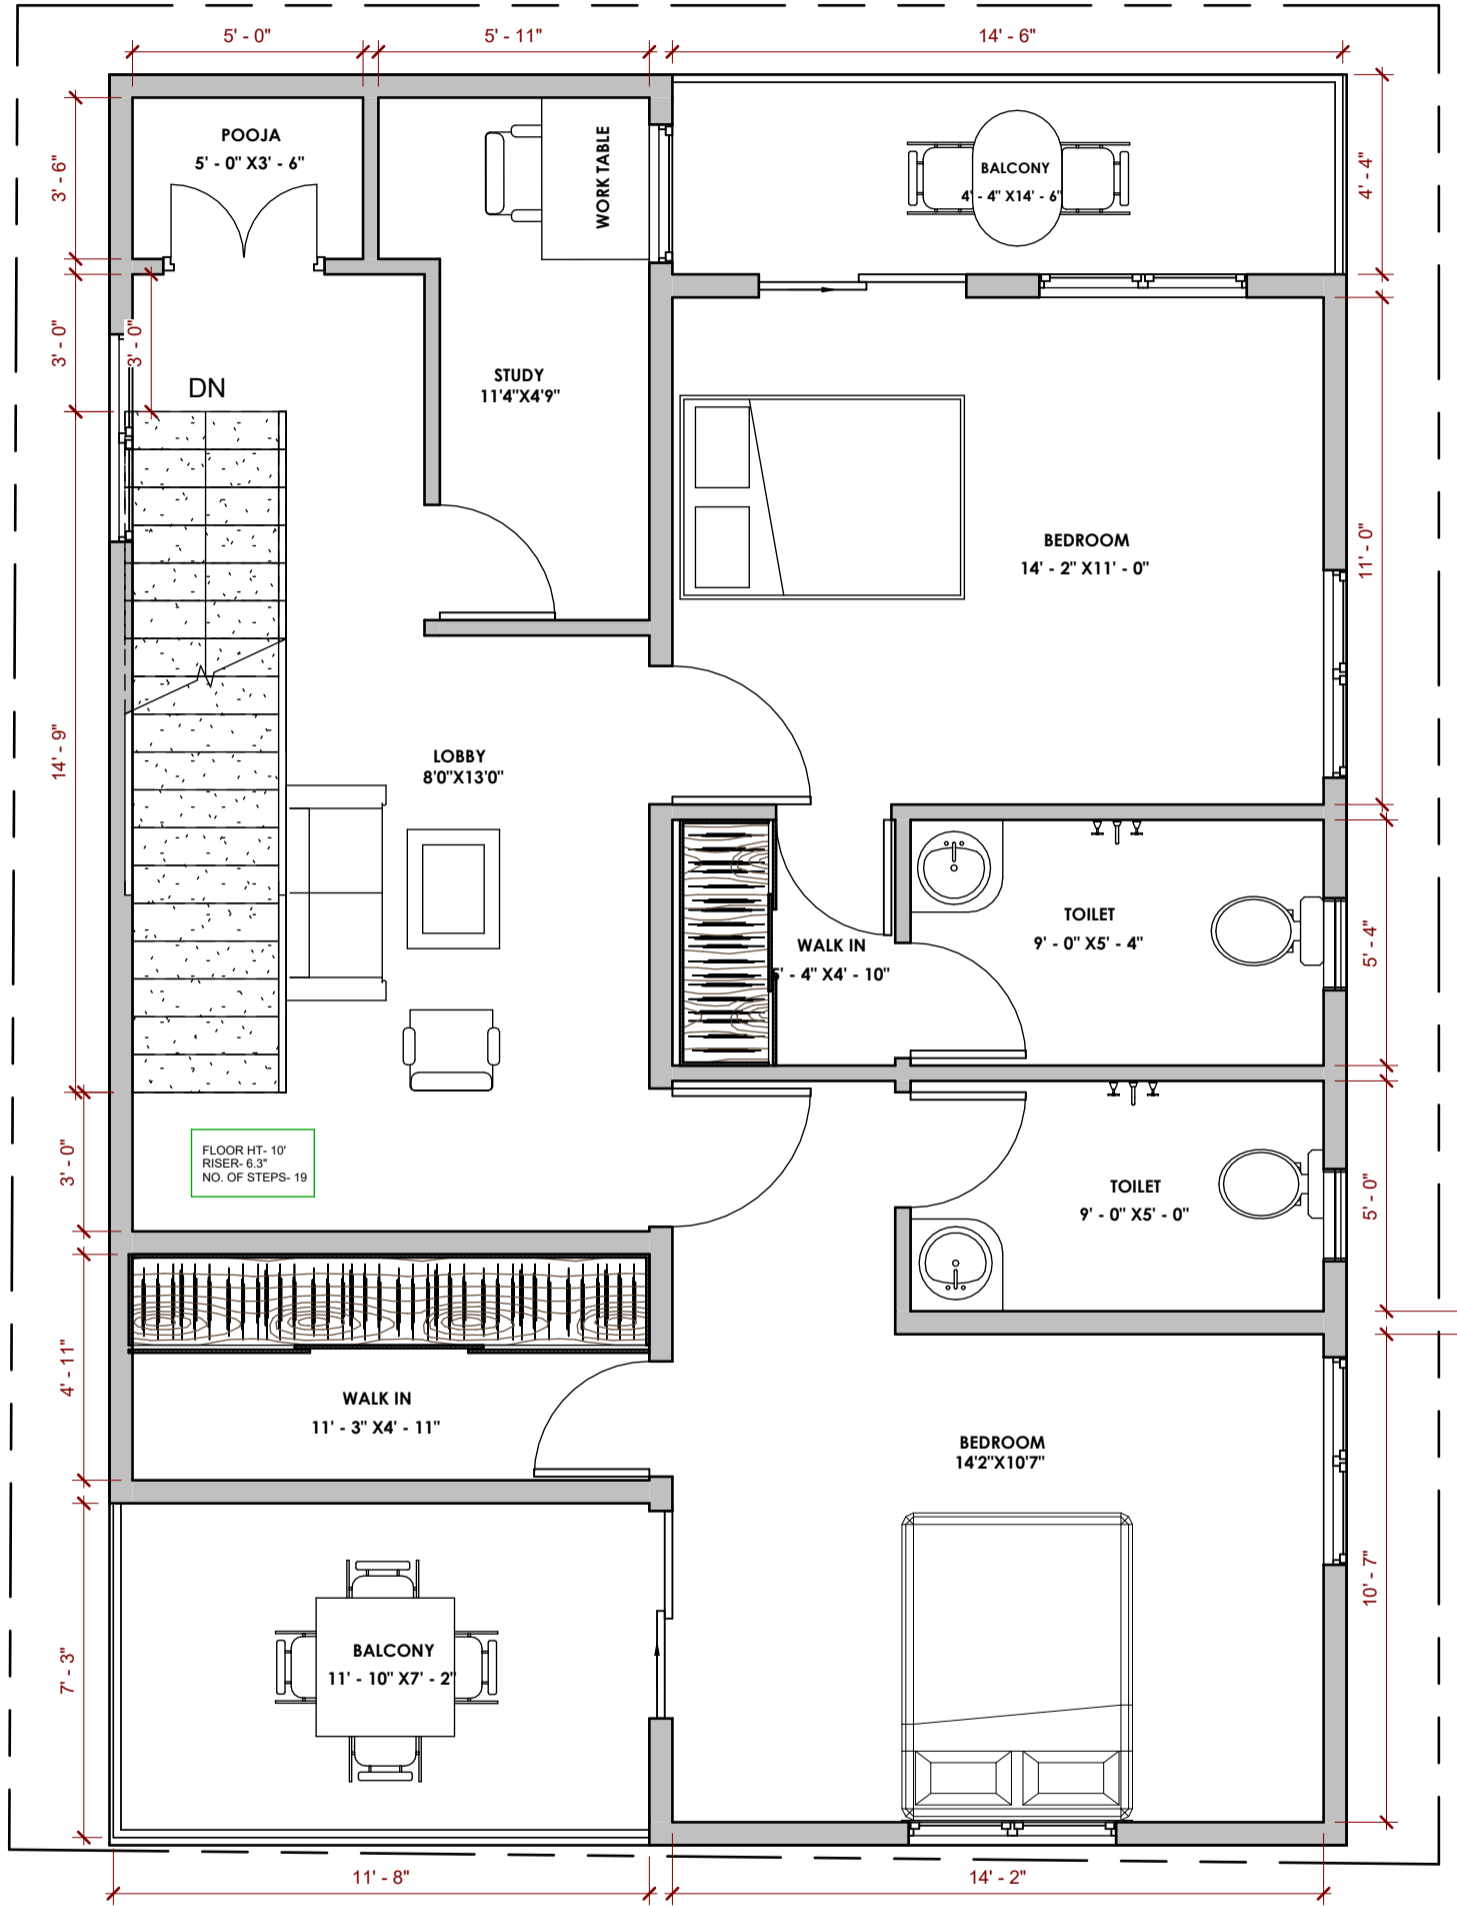 5' - 0"
5' - 11"
14' - 6"
3' - 6"
POOJA
5' - 0" X3' - 6"
WORK TABLE
BALCONY
4' - 4" X14' - 6"
4' - 4"
3' - 0"
3' - 0"
DN
STUDY
11'4"X4'9"
BEDROOM
14' - 2" X11' - 0"
11' - 0"
14' - 9"
LOBBY
8'0"X13'0"
WALK IN
5' - 4" X4' - 10"
TOILET
9' - 0" X5' - 4"
5' - 4"
3' - 0"
FLOOR HT- 10'
RISER- 6.3"
NO. OF STEPS- 19
TOILET
9' - 0" X5' - 0"
5' - 0"
4' - 11"
WALK IN
11' - 3" X4' - 11"
BEDROOM
14'2"X10'7"
10' - 7"
7' - 3"
BALCONY
11' - 10" X7' - 2"
11' - 8"
14' - 2"